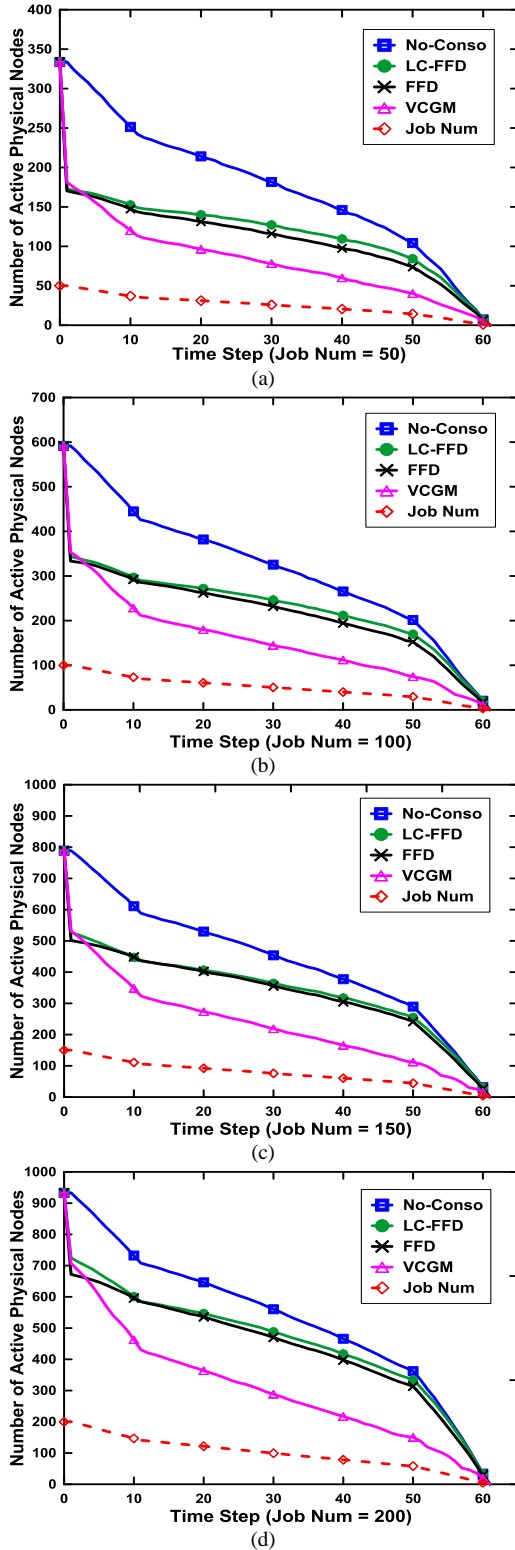 400
350
300
250
200
150
100
50
0
Number of Active Physical Nodes
No-Conso
LC-FFD
FFD
VCGM
Job Num
0 10 20 30 40 50 60
Time Step (Job Num = 50)
(a)
700
600
500
400
300
200
100
0
Number of Active Physical Nodes
No-Conso
LC-FFD
FFD
VCGM
Job Num
0 10 20 30 40 50 60
Time Step (Job Num = 100)
(b)
1000
900
800
700
600
500
400
300
200
100
0
Number of Active Physical Nodes
No-Conso
LC-FFD
FFD
VCGM
Job Num
0 10 20 30 40 50 60
Time Step (Job Num = 150)
(c)
1000
900
800
700
600
500
400
300
200
100
0
Number of Active Physical Nodes
No-Conso
LC-FFD
FFD
VCGM
Job Num
0 10 20 30 40 50 60
Time Step (Job Num = 200)
(d)